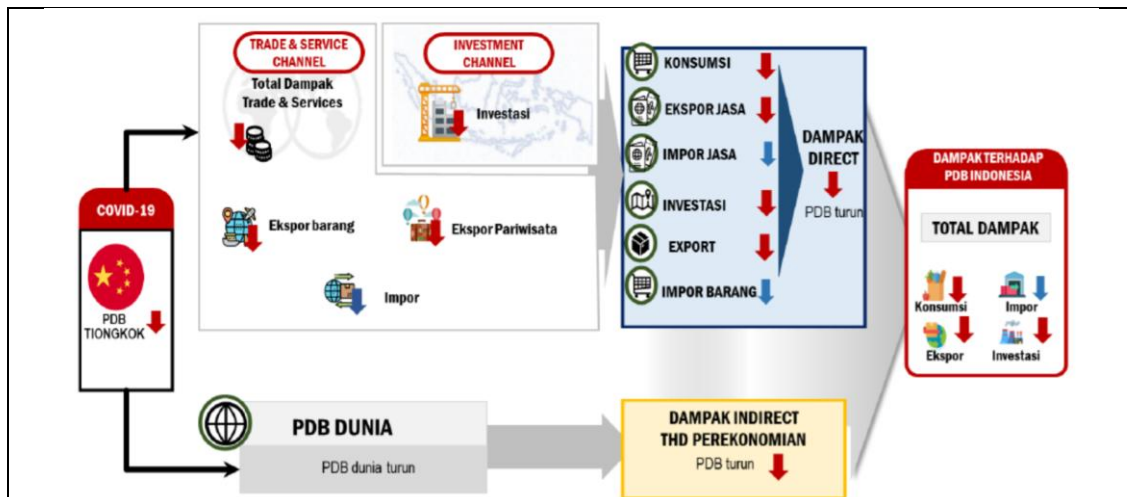 COVID-19
PDB
TIONGKOK
TRADE & SERVICE
CHANNEL
Total Dampak
Trade & Services
INVESTMENT
CHANNEL
Investasi
Ekspor barang
Ekspor Pariwisata
Impor
KONSUMSI
EKSPOR JASA
IMPOR JASA
INVESTASI
EXPORT
IMPOR BARANG
DAMPAK
DIRECT
PDB turun
PDB DUNIA
PDB dunia turun
DAMPAK INDIRECT
THD PEREKONOMIAN
PDB turun
DAMPAK TERHADAP
PDB INDONESIA
TOTAL DAMPAK
Konsumsi
Impor
Ekspor
Investasi